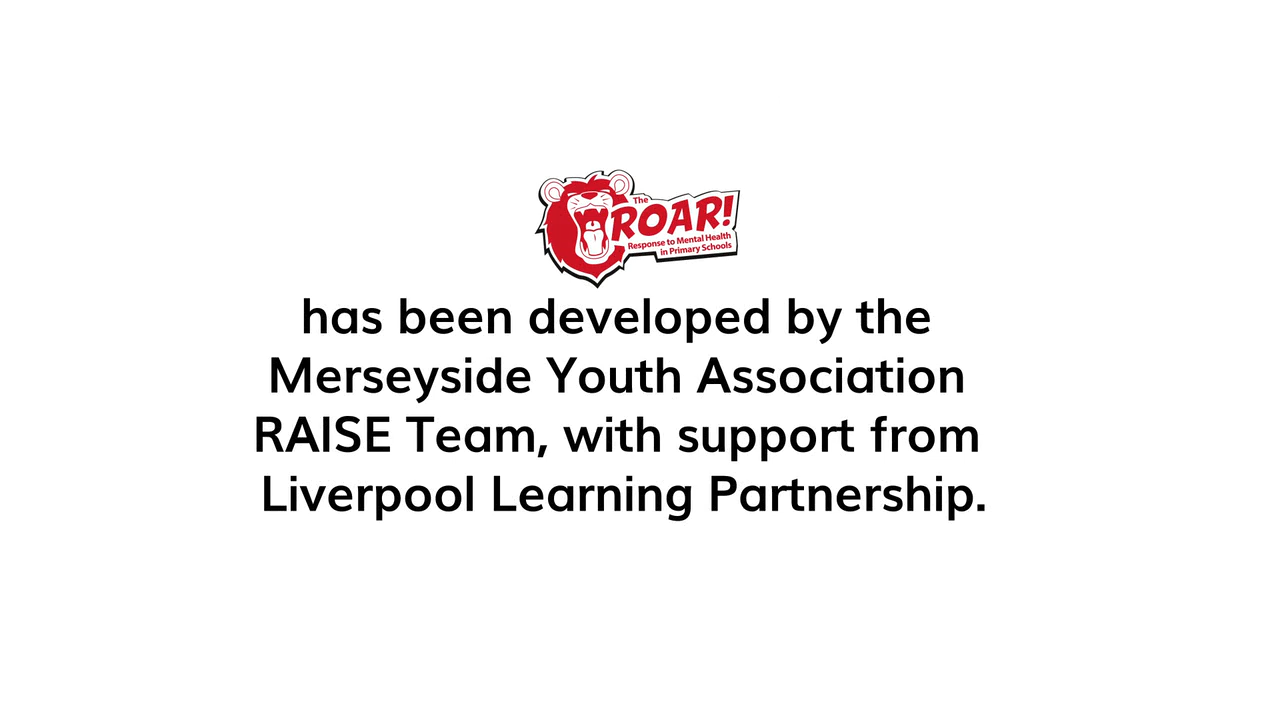 The
ROAR!
Response to Mental Health
in Primary Schools
has been developed by the
Merseyside Youth Association
RAISE Team, with support from
Liverpool Learning Partnership.